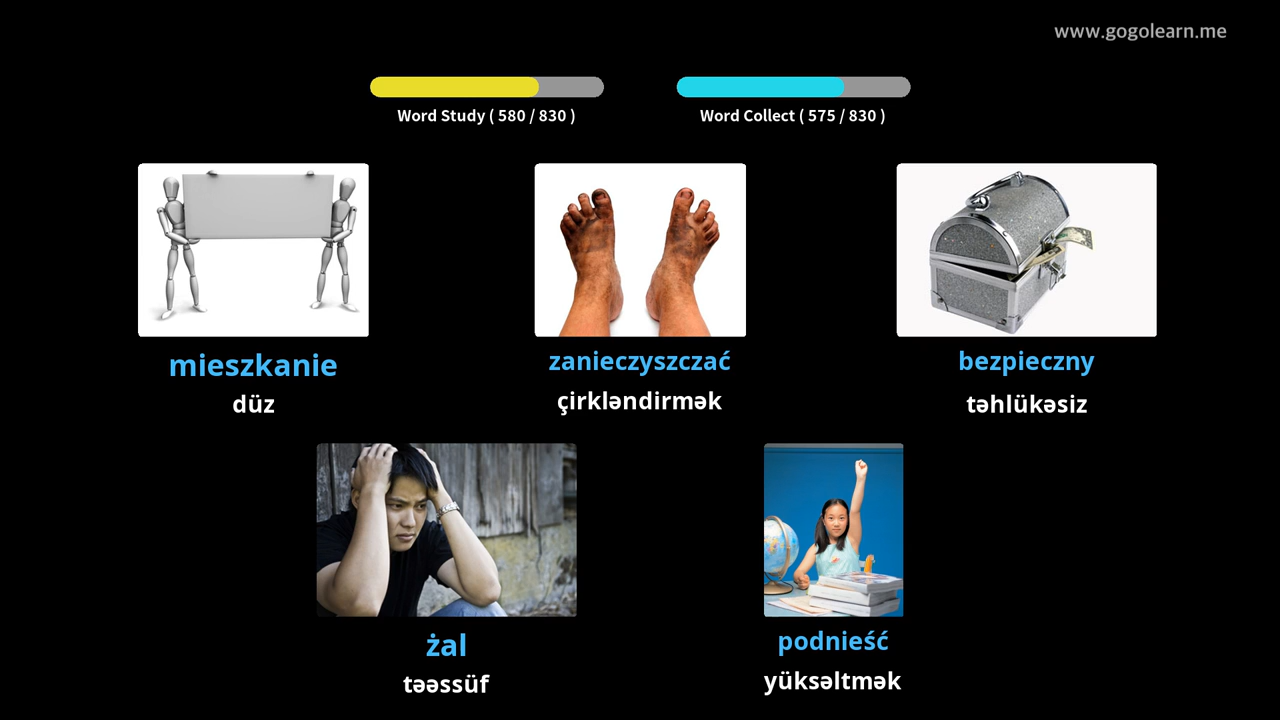 www.gogolearn.me
Word Study ( 580 / 830 )
Word Collect ( 575 / 830 )
mieszkanie
düz
zanieczyszczać
çirkləndirmək
bezpieczny
təhlükəsiz
żal
təəssüf
podnieść
yüksəltmək